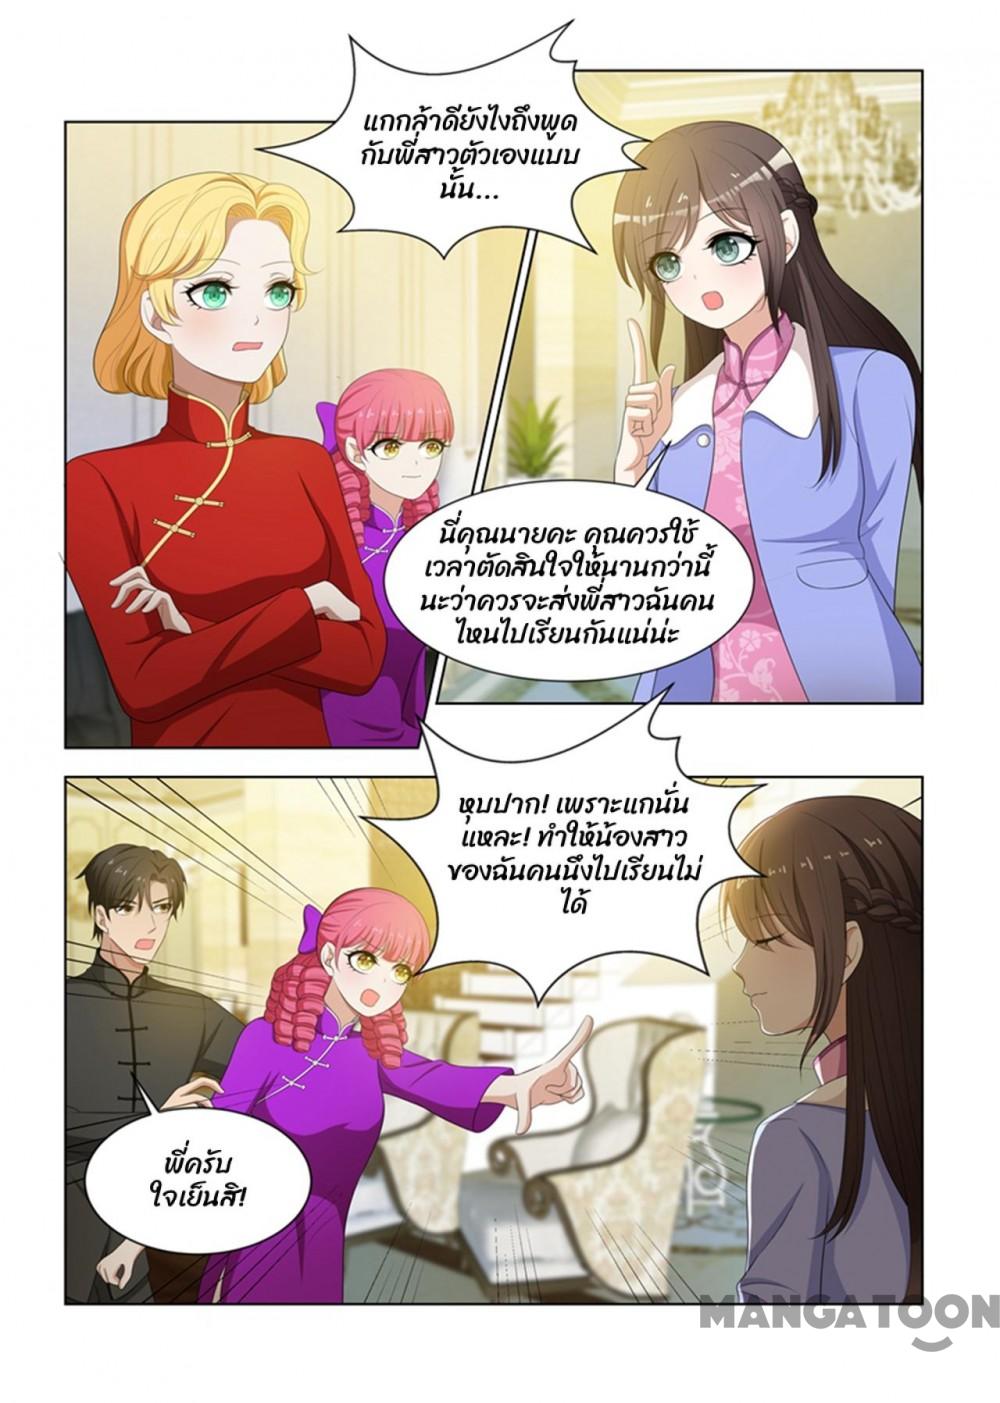 แกกล้าดียังไงถึงพูด
กับพี่สาวตัวเองแบบ
นั้น...
นี่คุณนายคะ คุณควรใช้
เวลาตัดสินใจให้นานกว่านี้
นะว่าควรจะส่งพี่สาวฉันคน
ไหนไปเรียนกันแน่น่ะ
หุบปาก! เพราะแกนั่น
แหละ! ทำให้น้องสาว
ของฉันคนนึงไปเรียนไม่
ได้
พี่ครับ
ใจเย็นสิ!
MANGATOON